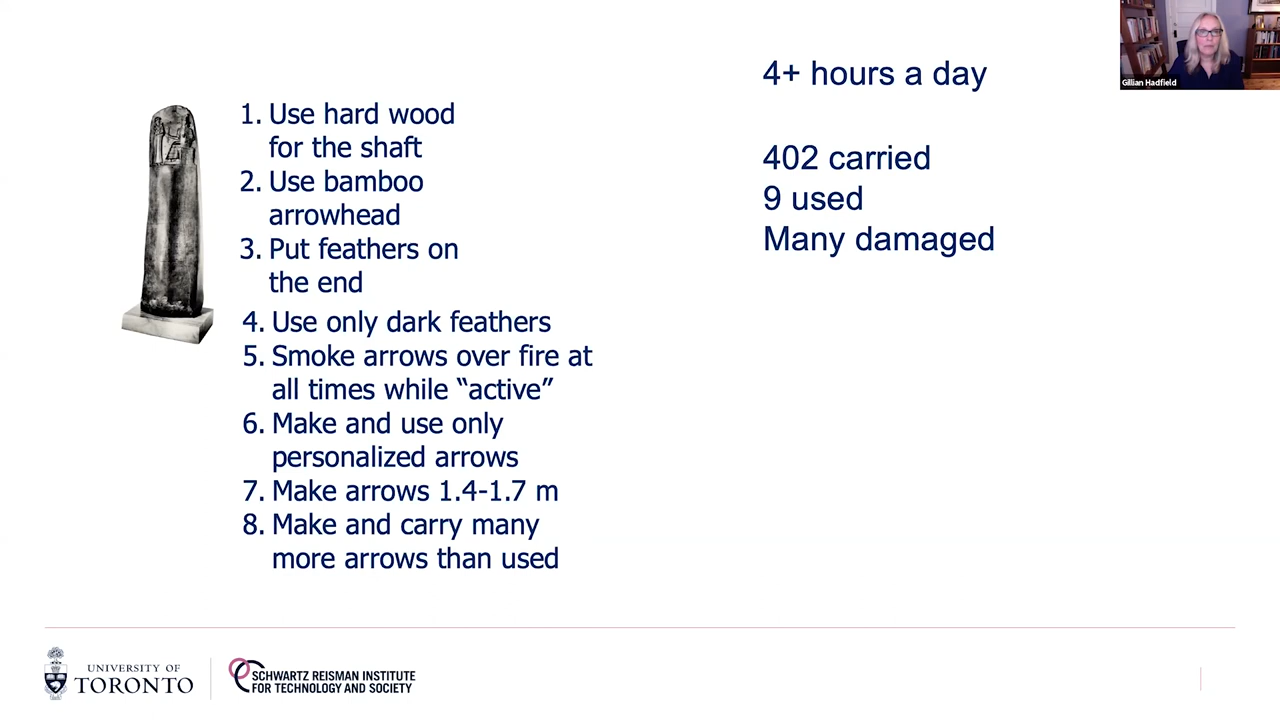 1. Use hard wood
for the shaft
2. Use bamboo
arrowhead
3. Put feathers on
the end
4. Use only dark feathers
5. Smoke arrows over fire at
all times while “active”
6. Make and use only
personalized arrows
7. Make arrows 1.4-1.7 m
8. Make and carry many
more arrows than used
4+ hours a day
402 carried
9 used
Many damaged
Gillian Hadfield
UNIVERSITY OF
TORONTO
SCHWARTZ REISMAN INSTITUTE
FOR TECHNOLOGY AND SOCIETY